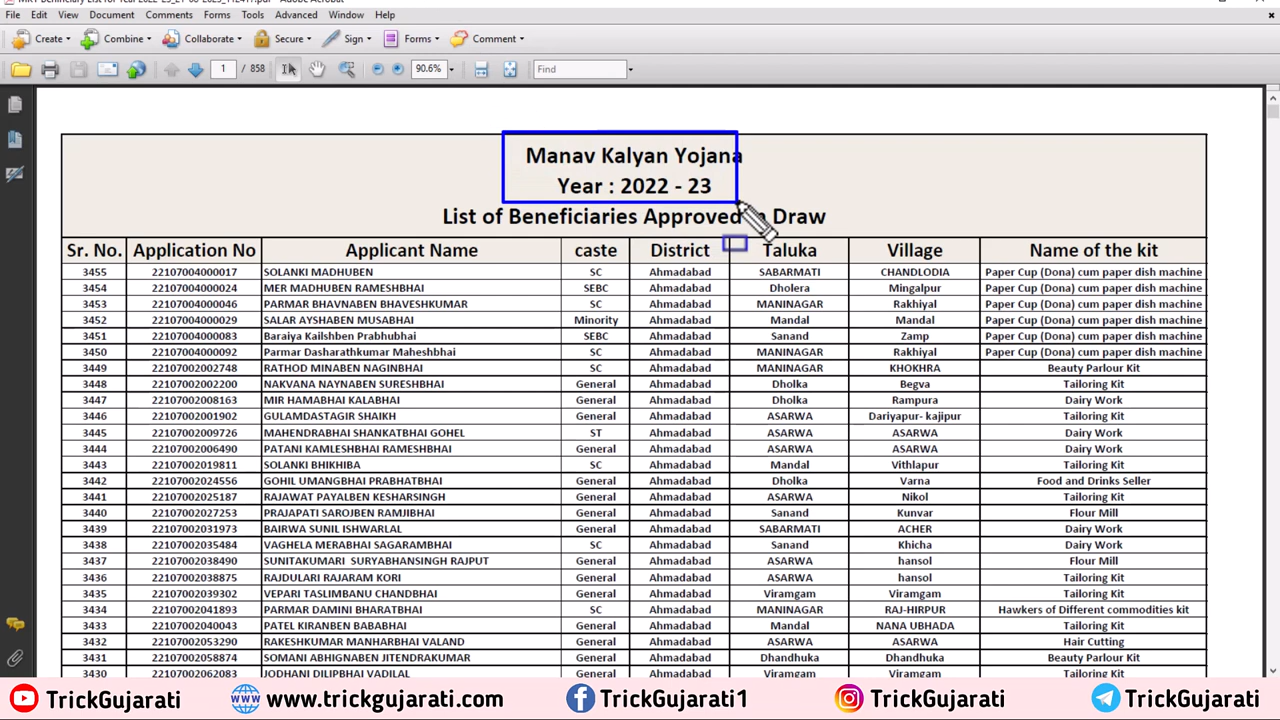 File Edit View Document Comments Forms Tools Advanced Window Help
Create Combine Collaborate Secure Sign Forms Comment
1 / 858 90.6% Find
Manav Kalyan Yojana
Year : 2022 - 23
List of Beneficiaries Approved Draw
Sr. No. Application No Applicant Name caste District Taluka Village Name of the kit
3455 22107004000017 SOLANKI MADHUBEN SC Ahmadabad SABARMATI CHANDLODIA Paper Cup (Dona) cum paper dish machine
3454 22107004000024 MER MADHUBEN RAMESHBHAI SEBC Ahmadabad Dholera Mingalpur Paper Cup (Dona) cum paper dish machine
3453 22107004000046 PARMAR BHAVNABEN BHAVESHKUMAR SC Ahmadabad MANINAGAR Rakhiyal Paper Cup (Dona) cum paper dish machine
3452 22107004000029 SALAR AYSHABEN MUSABHAI Minority Ahmadabad Mandal Mandal Paper Cup (Dona) cum paper dish machine
3451 22107004000083 Baraiya Kailshben Prabhubhai SEBC Ahmadabad Sanand Zamp Paper Cup (Dona) cum paper dish machine
3450 22107004000092 Parmar Dasharathkumar Maheshbhai SC Ahmadabad MANINAGAR Rakhiyal Paper Cup (Dona) cum paper dish machine
3449 22107002002748 RATHOD MINABEN NAGINBHAI SC Ahmadabad MANINAGAR KHOKHRA Beauty Parlour Kit
3448 22107002002200 NAKVANA NAYNABEN SURESHBHAI General Ahmadabad Dholka Begva Tailoring Kit
3447 22107002008163 MIR HAMABHAI KALABHAI General Ahmadabad Dholka Rampura Dairy Work
3446 22107002001902 GULAMDASTAGIR SHAIKH General Ahmadabad ASARWA Dariyapur- kajipur Tailoring Kit
3445 22107002009726 MAHENDRABHAI SHANKATBHAI GOHEL ST Ahmadabad ASARWA ASARWA Dairy Work
3444 22107002006490 PATANI KAMLESHBHAI RAMESHBHAI General Ahmadabad ASARWA ASARWA Dairy Work
3443 22107002019811 SOLANKI BHIKHIBA SC Ahmadabad Mandal Vithlapur Tailoring Kit
3442 22107002024556 GOHIL UMANGBHAI PRABHATBHAI General Ahmadabad Dholka Varna Food and Drinks Seller
3441 22107002025187 RAJAWAT PAYALBEN KESHARSINGH General Ahmadabad ASARWA Nikol Tailoring Kit
3440 22107002027253 PRAJAPATI SAROJBEN RAMJIBHAI General Ahmadabad Sanand Kunvar Flour Mill
3439 22107002031973 BAIRWA SUNIL ISHWARLAL General Ahmadabad SABARMATI ACHER Dairy Work
3438 22107002035484 VAGHELA MERABHAI SAGARAMBHAI SC Ahmadabad Sanand Khicha Dairy Work
3437 22107002038490 SUNITAKUMARI SURYABHANSINGH RAJPUT General Ahmadabad ASARWA hansol Flour Mill
3436 22107002038875 RAJDULARI RAJARAM KORI General Ahmadabad ASARWA hansol Tailoring Kit
3435 22107002039302 VEPARI TASLIMBANU CHANDBHAI General Ahmadabad Viramgam Viramgam Tailoring Kit
3434 22107002041893 PARMAR DAMINI BHARATBHAI SC Ahmadabad MANINAGAR RAJ-HIRPUR Hawkers of Different commodities kit
3433 22107002040043 PATEL KIRANBEN BABABHAI General Ahmadabad Mandal NANA UBHADA Tailoring Kit
3432 22107002053290 RAKESHKUMAR MANHARBHAI VALAND General Ahmadabad ASARWA ASARWA Hair Cutting
3431 22107002058874 SOMANI ABHIGNABEN JITENDRAKUMAR General Ahmadabad Dhandhuka Dhandhuka Beauty Parlour Kit
3430 22107002062083 JODHANI DILIPBHAI VADILAL General Ahmadabad Viramgam Viramgam Tailoring Kit
TrickGujarati www.trickgujarati.com TrickGujarati1 TrickGujarati TrickGujarati